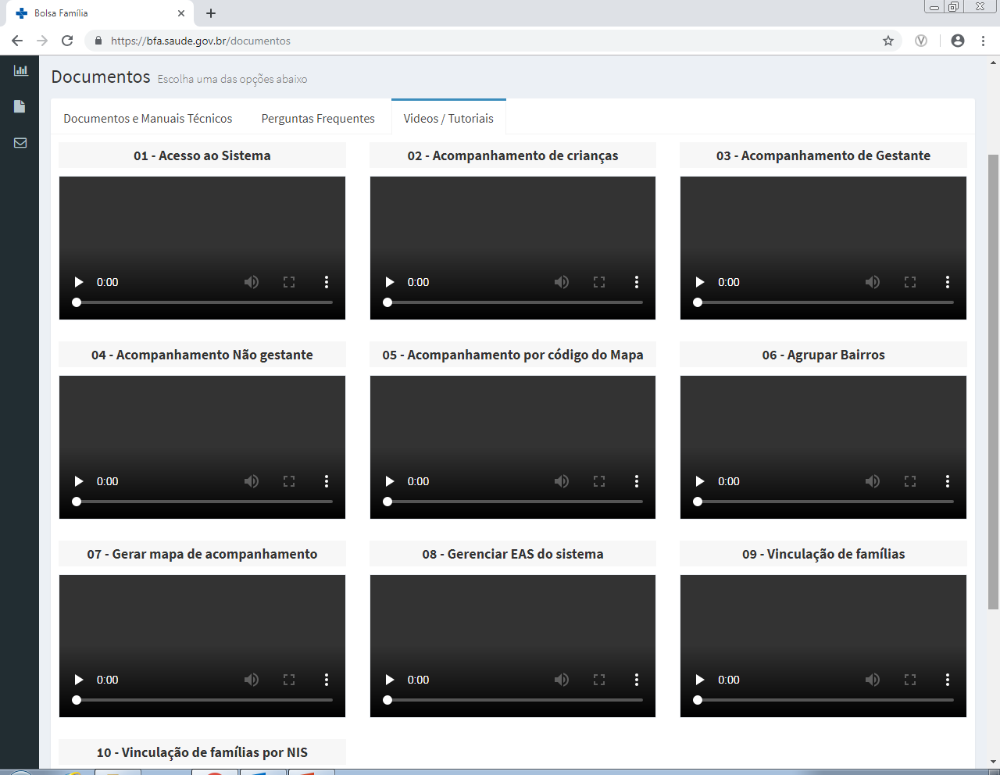 Bolsa Família
https://bfa.saude.gov.br/documentos
Documentos Escolha uma das opções abaixo
Documentos e Manuais Técnicos Perguntas Frequentes Videos / Tutoriais
01 - Acesso ao Sistema 02 - Acompanhamento de crianças 03 - Acompanhamento de Gestante
0:00 0:00 0:00
04 - Acompanhamento Não gestante 05 - Acompanhamento por código do Mapa 06 - Agrupar Bairros
0:00 0:00 0:00
07 - Gerar mapa de acompanhamento 08 - Gerenciar EAS do sistema 09 - Vinculação de famílias
0:00 0:00 0:00
10 - Vinculação de famílias por NIS